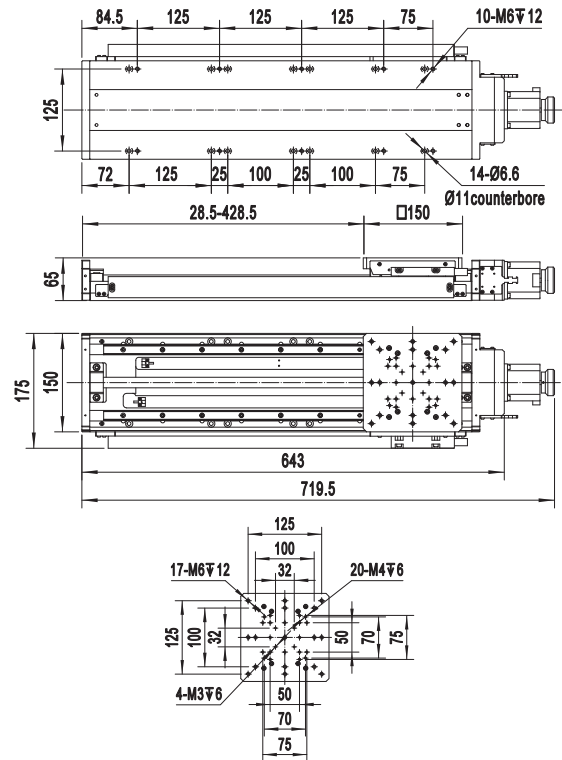 84.5 125 125 125 75 10-M6↧12
125
72 125 25 100 25 100 75 14-Ø6.6
Ø11counterbore
28.5-428.5 □150
65
175 150
643
719.5
125
100
17-M6↧12 32 20-M4↧6
125 100 32 50 70 75
4-M3↧6 50
70
75